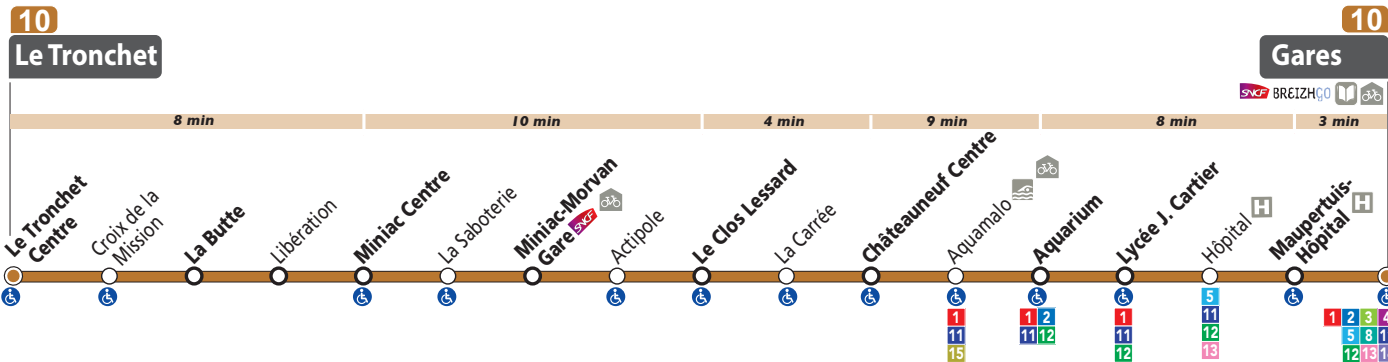 10
10
Le Tronchet
Gares
SNCF BREIZHGO
8 min
10 min
4 min
9 min
8 min
3 min
Le Tronchet
Centre
Croix de la
Mission
La Butte
Libération
Miniac Centre
La Saboterie
Miniac-Morvan
Gare SNCF
Actipole
Le Clos Lessard
La Carrée
Châteauneuf Centre
Aquamalo
Aquarium
Lycée J. Cartier
Hôpital H
Maupertuis-
Hôpital H
1
11
15
1 2
11 12
1
11
12
5
11
12
13
1 2 3 4
5 8
12 13